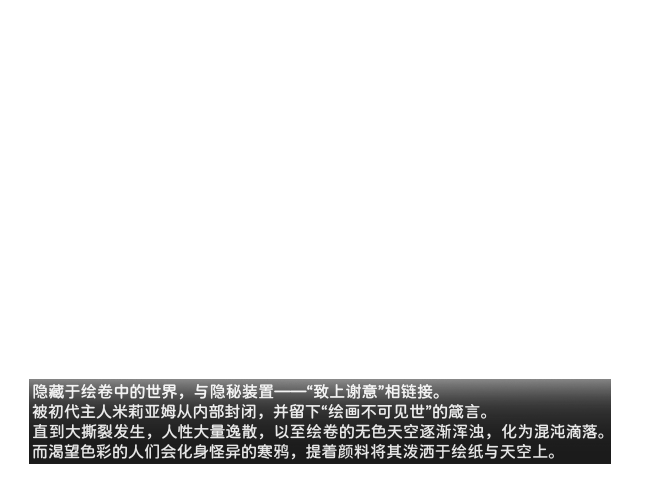 隐藏于绘卷中的世界，与隐秘装置——“致上谢意”相链接。
被初代主人米莉亚姆从内部封闭，并留下“绘画不可见世”的箴言。
直到大撕裂发生，人性大量逸散，以至绘卷的无色天空逐渐浑浊，化为混沌滴落。
而渴望色彩的人们会化身怪异的寒鸦，提着颜料将其泼洒于绘纸与天空上。